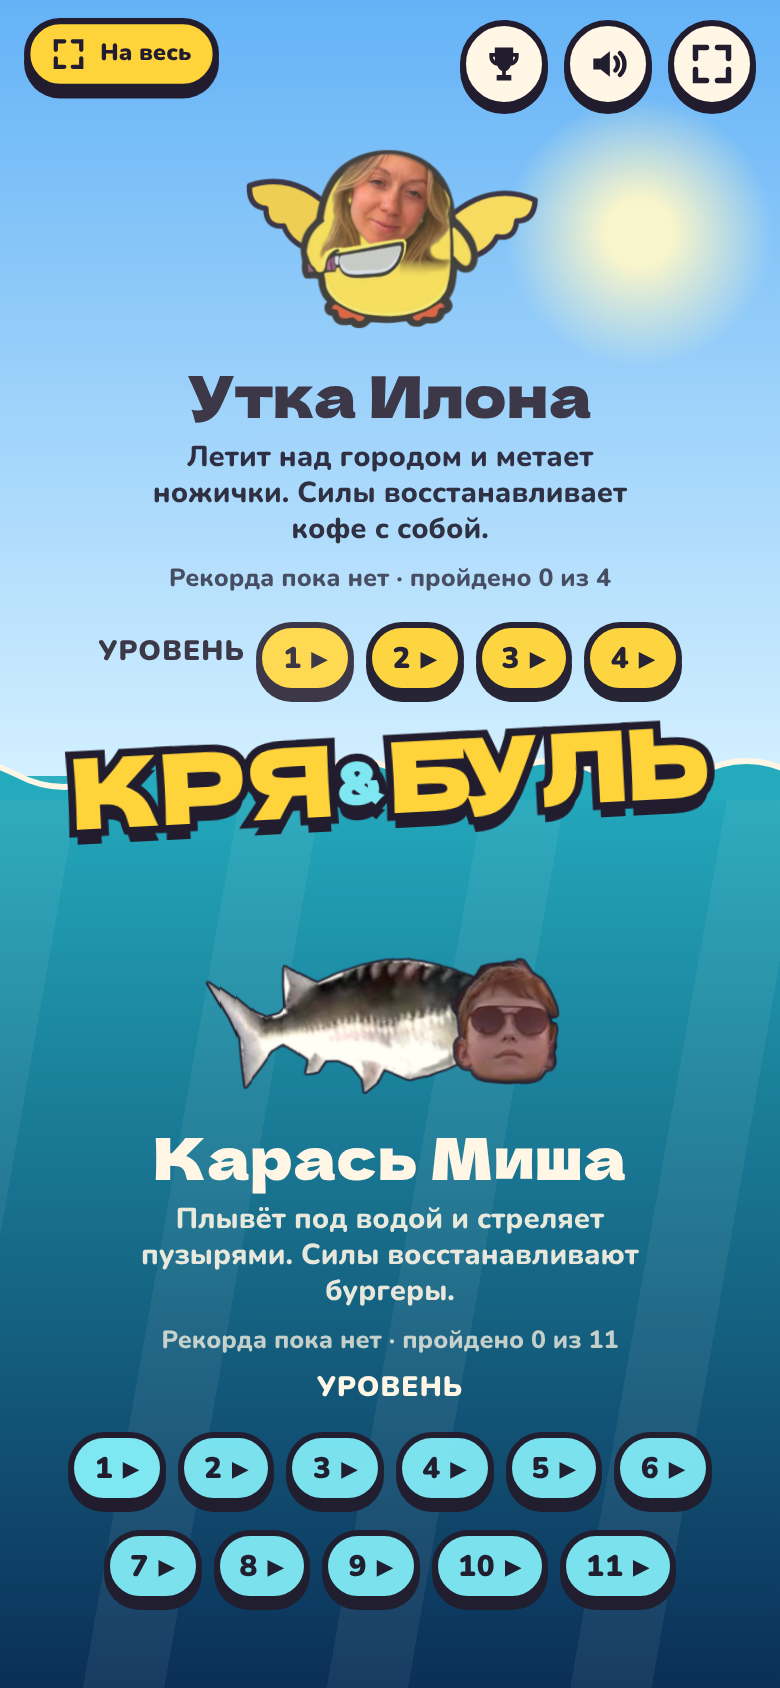 На весь
Утка Илона
Летит над городом и метает
ножички. Силы восстанавливает
кофе с собой.
Рекорда пока нет · пройдено 0 из 4
УРОВЕНЬ 1 ▶ 2 ▶ 3 ▶ 4 ▶
КРЯ & БУЛЬ
Карась Миша
Плывёт под водой и стреляет
пузырями. Силы восстанавливают
бургеры.
Рекорда пока нет · пройдено 0 из 11
УРОВЕНЬ
1 ▶ 2 ▶ 3 ▶ 4 ▶ 5 ▶ 6 ▶
7 ▶ 8 ▶ 9 ▶ 10 ▶ 11 ▶